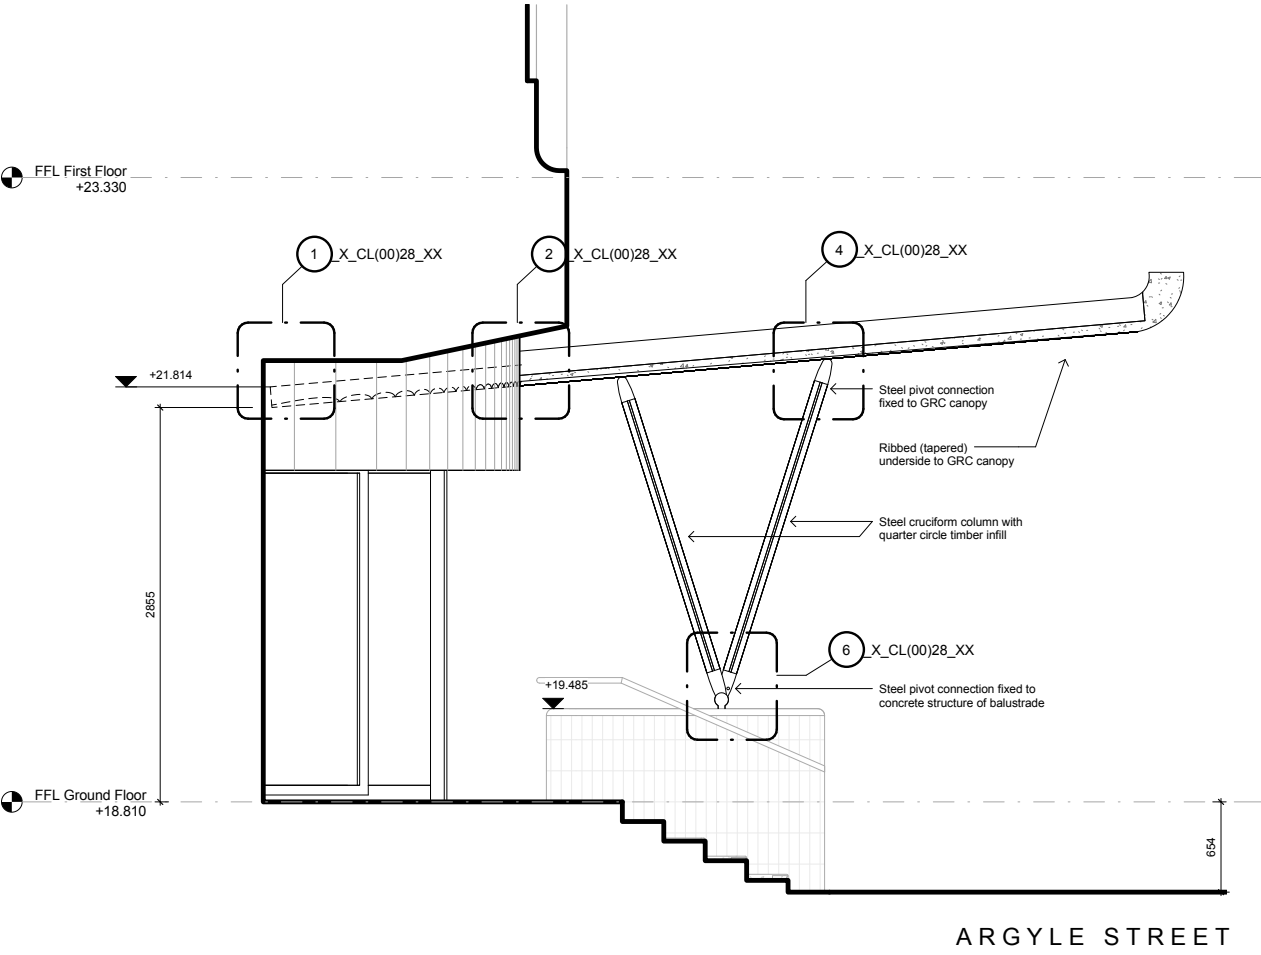 FFL First Floor
+23.330
1 _X_CL(00)28_XX
2 _X_CL(00)28_XX
4 _X_CL(00)28_XX
+21.814
Steel pivot connection
fixed to GRC canopy
Ribbed (tapered)
underside to GRC canopy
Steel cruciform column with
quarter circle timber infill
2855
6 _X_CL(00)28_XX
+19.485
Steel pivot connection fixed to
concrete structure of balustrade
FFL Ground Floor
+18.810
654
ARGYLE STREET